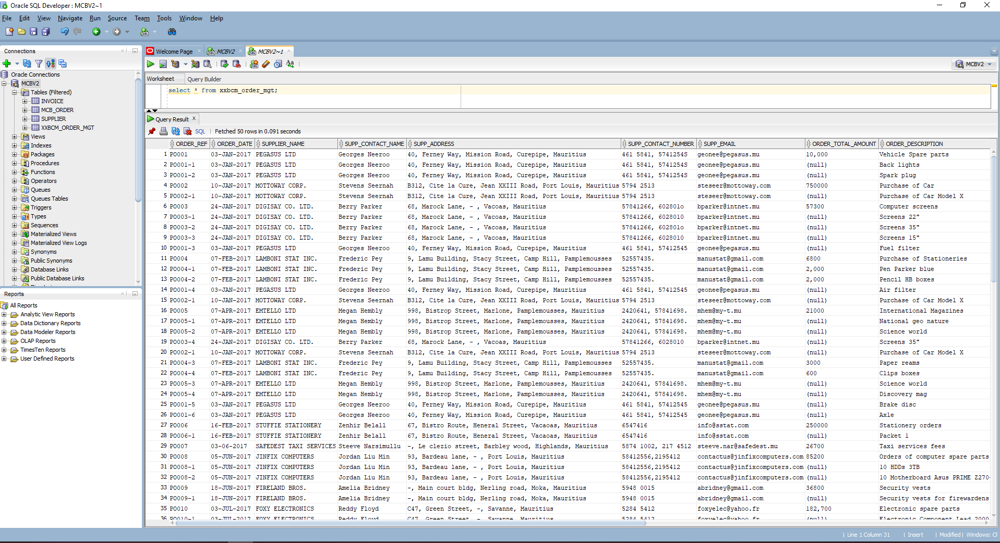 Oracle SQL Developer : MCBV2~1
File Edit View Navigate Run Source Team Tools Window Help
Connections
Oracle Connections
MCBV2
Tables (Filtered)
INVOICE
MCB_ORDER
SUPPLIER
XXBCM_ORDER_MGT
Views
Indexes
Packages
Procedures
Functions
Operators
Queues
Queues Tables
Triggers
Types
Sequences
Materialized Views
Materialized View Logs
Synonyms
Public Synonyms
Database Links
Public Database Links
Reports
All Reports
Analytic View Reports
Data Dictionary Reports
Data Modeler Reports
OLAP Reports
TimesTen Reports
User Defined Reports
Welcome Page MCBV2 MCBV2~1
MCBV2
Worksheet Query Builder
select * from xxbcm_order_mgt;
Query Result
SQL Fetched 50 rows in 0.091 seconds
ORDER_REF ORDER_DATE SUPPLIER_NAME SUPP_CONTACT_NAME SUPP_ADDRESS SUPP_CONTACT_NUMBER SUPP_EMAIL ORDER_TOTAL_AMOUNT ORDER_DESCRIPTION
1 PO001 03-JAN-2017 PEGASUS LTD Georges Neeroo 40, Ferney Way, Mission Road, Curepipe, Mauritius 461 5841, 5741254S geonee@pegasus.mu 10,000 Vehicle Spare parts
2 PO001-1 03-JAN-2017 PEGASUS LTD Georges Neeroo 40, Ferney Way, Mission Road, Curepipe, Mauritius 461 5841, 5741254S geonee@pegasus.mu (null) Back lights
3 PO001-2 03-JAN-2017 PEGASUS LTD Georges Neeroo 40, Ferney Way, Mission Road, Curepipe, Mauritius 461 5841, 5741254S geonee@pegasus.mu (null) Spark plug
4 PO002 10-JAN-2017 MOTTOWAY CORP. Stevens Seernah B312, Cite la Cure, Jean XXIII Road, Port Louis, Mauritius 5794 2513 steseer@mottoway.com 750000 Purchase of Car
5 PO002-1 10-JAN-2017 MOTTOWAY CORP. Stevens Seernah B312, Cite la Cure, Jean XXIII Road, Port Louis, Mauritius 5794 2513 steseer@mottoway.com (null) Purchase of Car Model X
6 PO003 24-JAN-2017 DIGISAY CO. LTD. Berry Parker 68, Marock Lane, - , Vacoas, Mauritius 57841266, 602801o bparker@intnet.mu 57300 Computer screens
7 PO003-1 24-JAN-2017 DIGISAY CO. LTD. Berry Parker 68, Marock Lane, - , Vacoas, Mauritius 57841266, 6028010 bparker@intnet.mu (null) Screens 22"
8 PO003-2 24-JAN-2017 DIGISAY CO. LTD. Berry Parker 68, Marock Lane, - , Vacoas, Mauritius 57841266, 602801o bparker@intnet.mu (null) Screens 35"
9 PO003-3 24-JAN-2017 DIGISAY CO. LTD. Berry Parker 68, Marock Lane, - , Vacoas, Mauritius 57841266, 6028010 bparker@intnet.mu (null) Screens 15"
10 PO001-3 03-JAN-2017 PEGASUS LTD Georges Neeroo 40, Ferney Way, Mission Road, Curepipe, Mauritius 461 5841, 5741254S geonee@pegasus.mu (null) Fuel filter
11 PO004 07-FEB-2017 LAMBONI STAT INC. Frederic Pey 9, Lamu Building, Stacy Street, Camp Hill, Pamplemousses 52557435. manustat@gmail.com 6800 Purchase of Stationeries
12 PO004-1 07-FEB-2017 LAMBONI STAT INC. Frederic Pey 9, Lamu Building, Stacy Street, Camp Hill, Pamplemousses 52557435. manustat@gmail.com 2,000 Pen Parker blue
13 PO004-2 07-FEB-2017 LAMBONI STAT INC. Frederic Pey 9, Lamu Building, Stacy Street, Camp Hill, Pamplemousses 52557435. manustat@gmail.com 2,000 Pencil HB boxes
14 PO001-4 03-JAN-2017 PEGASUS LTD Georges Neeroo 40, Ferney Way, Mission Road, Curepipe, Mauritius 461 5841, 57412545 geonee@pegasus.mu (null) Air filter
15 PO002-1 10-JAN-2017 MOTTOWAY CORP. Stevens Seernah B312, Cite la Cure, Jean XXIII Road, Port Louis, Mauritius 5794 2513 steseer@mottoway.com (null) Purchase of Car Model X
16 PO005 07-APR-2017 EMTELLO LTD Megan Hembly 998, Bistrop Street, Marlone, Pamplemousses, Mauritius 2420641, 57841698. mhem@my-t.mu 21000 International Magazines
17 PO005-1 07-APR-2017 EMTELLO LTD Megan Hembly 998, Bistrop Street, Marlone, Pamplemousses, Mauritius 2420641, 57841698. mhem@my-t.mu (null) National geo nature
18 PO005-2 07-APR-2017 EMTELLO LTD Megan Hembly 998, Bistrop Street, Marlone, Pamplemousses, Mauritius 2420641, 57841698. mhem@my-t.mu (null) Science world
19 PO003-4 24-JAN-2017 DIGISAY CO. LTD. Berry Parker 68, Marock Lane, - , Vacoas, Mauritius 57841266, 6028010 bparker@intnet.mu (null) Screens 35"
20 PO002-1 10-JAN-2017 MOTTOWAY CORP. Stevens Seernah B312, Cite la Cure, Jean XXIII Road, Port Louis, Mauritius 5794 2513 steseer@mottoway.com (null) Purchase of Car Model X
21 PO004-3 07-FEB-2017 LAMBONI STAT INC. Frederic Pey 9, Lamu Building, Stacy Street, Camp Hill, Pamplemousses 52557435. manustat@gmail.com 3000 Paper reams
22 PO004-4 07-FEB-2017 LAMBONI STAT INC. Frederic Pey 9, Lamu Building, Stacy Street, Camp Hill, Pamplemousses 52557435. manustat@gmail.com 600 Clips boxes
23 PO005-3 07-APR-2017 EMTELLO LTD Megan Hembly 998, Bistrop Street, Marlone, Pamplemousses, Mauritius 2420641, 57841698. mhem@my-t.mu (null) Science world
24 PO005-4 07-APR-2017 EMTELLO LTD Megan Hembly 998, Bistrop Street, Marlone, Pamplemousses, Mauritius 2420641, 57841698. mhem@my-t.mu (null) Discovery mag
25 PO001-5 03-JAN-2017 PEGASUS LTD Georges Neeroo 40, Ferney Way, Mission Road, Curepipe, Mauritius 461 5841, 57412545 geonee@pegasus.mu (null) Brake disc
26 PO001-6 03-JAN-2017 PEGASUS LTD Georges Neeroo 40, Ferney Way, Mission Road, Curepipe, Mauritius 461 5841, 57412545 geonee@pegasus.mu (null) Axle
27 PO006 16-FEB-2017 STUFFIE STATIONERY Zenhir Belall 67, Bistro Route, Heneral Street, Vacaoas, Mauritius 6547416 info@sstat.com 250000 Stationery orders
28 PO006-1 16-FEB-2017 STUFFIE STATIONERY Zenhir Belall 67, Bistro Route, Heneral Street, Vacaoas, Mauritius 6547416 info@sstat.com (null) Packet 1
29 PO007 03-06-2017 SAFEDEST TAXI SERVICES Steeve Narsimullu -, Le clezio street, Barbley wood, Highlands, Mauritius 5874 1002, 217 4512 steeve.nar@safedest.mu 26700 Taxi services fees
30 PO008 05-JUN-2017 JINFIX COMPUTERS Jordan Liu Min 93, Bardeau lane, - , Port Louis, Mauritius 58412556,2195412 contactus@jinfixcomputers.com 85200 Orders of computer spare parts
31 PO008-1 05-JUN-2017 JINFIX COMPUTERS Jordan Liu Min 93, Bardeau lane, - , Port Louis, Mauritius 58412556,2195412 contactus@jinfixcomputers.com (null) 10 HDDs 3TB
32 PO008-2 05-JUN-2017 JINFIX COMPUTERS Jordan Liu Min 93, Bardeau lane, - , Port Louis, Mauritius 58412556,2195412 contactus@jinfixcomputers.com (null) 10 Motherboard Asus PRIME Z270-
33 PO009 18-JUN-2017 FIRELAND BROS. Amelia Bridney -, Main court bldg, Nerling road, Moka, Mauritius 5948 0015 abridney@gmail.com 36800 Security vests
34 PO009-1 18-JUN-2017 FIRELAND BROS. Amelia Bridney -, Main court bldg, Nerling road, Moka, Mauritius 5948 0015 abridney@gmail.com (null) Security vests for firewardens
35 PO010 03-JUL-2017 FOXY ELECTRONICS Reddy Floyd C47, Green Street, -, Savanne, Mauritius 5284 5412 foxyelec@yahoo.fr 182,700 Electronic spare parts
36 PO010-1 03-JUL-2017 FOXY ELECTRONICS Reddy Floyd C47, Green Street, -, Savanne, Mauritius 5284 5412 foxyelec@yahoo.fr (null) Electronic Component Lead 2000
Line 1 Column 31 Insert Modified Windows: CF